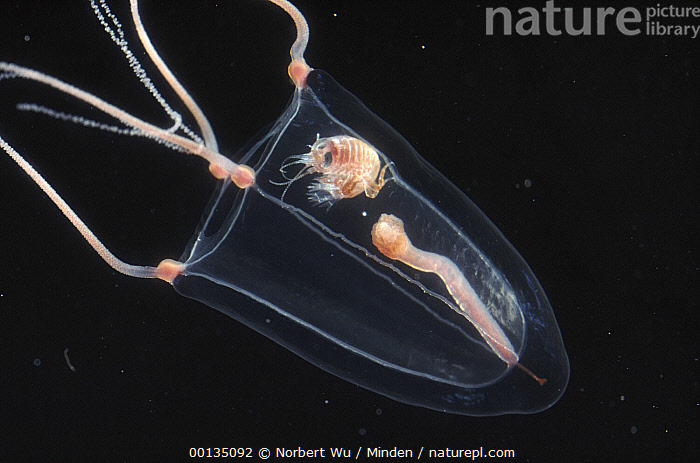 nature picture library
00135092 © Norbert Wu / Minden / naturepl.com